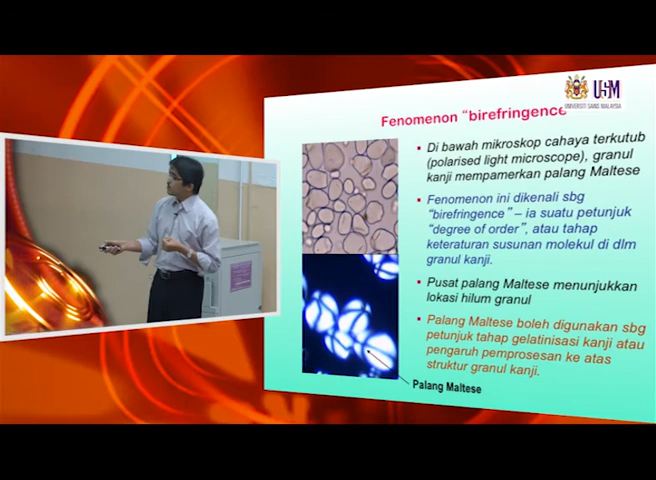 USM
UNIVERSITI SAINS MALAYSIA
Fenomenon "birefringence
Di bawah mikroskop cahaya terkutub
(polarised light microscope), granul
kanji mempamerkan palang Maltese
Fenomenon ini dikenali sbg
"birefringence" – ia suatu petunjuk
"degree of order", atau tahap
keteraturan susunan molekul di dlm
granul kanji.
Pusat palang Maltese menunjukkan
lokasi hilum granul
Palang Maltese boleh digunakan sbg
petunjuk tahap gelatinisasi kanji atau
pengaruh pemprosesan ke atas
struktur granul kanji.
Palang Maltese